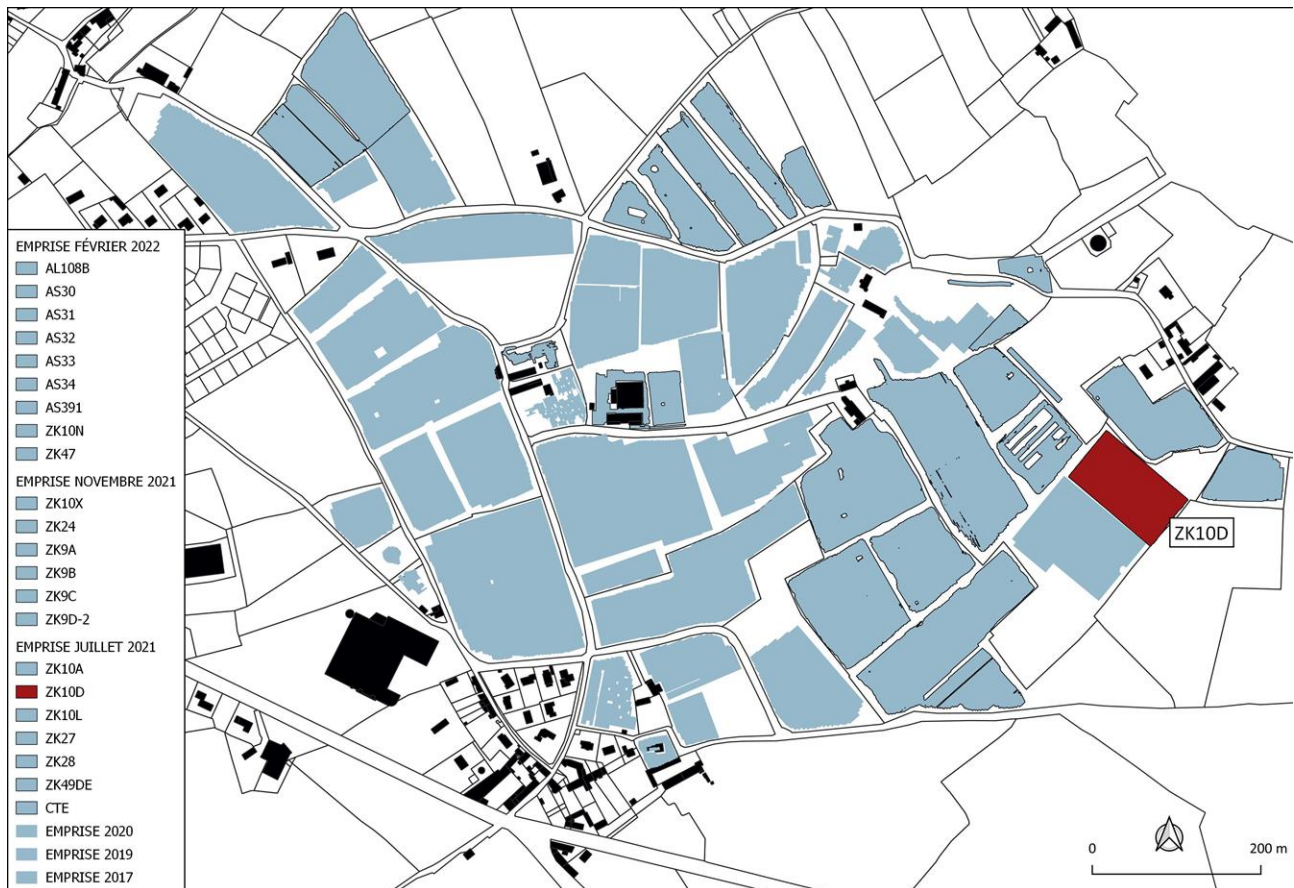 EMPRISE FÉVRIER 2022
AL108B
AS30
AS31
AS32
AS33
AS34
AS391
ZK10N
ZK47
EMPRISE NOVEMBRE 2021
ZK10X
ZK24
ZK9A
ZK9B
ZK9C
ZK9D-2
EMPRISE JUILLET 2021
ZK10A
ZK10D
ZK10L
ZK27
ZK28
ZK49DE
CTE
EMPRISE 2020
EMPRISE 2019
EMPRISE 2017
ZK10D
0 200 m